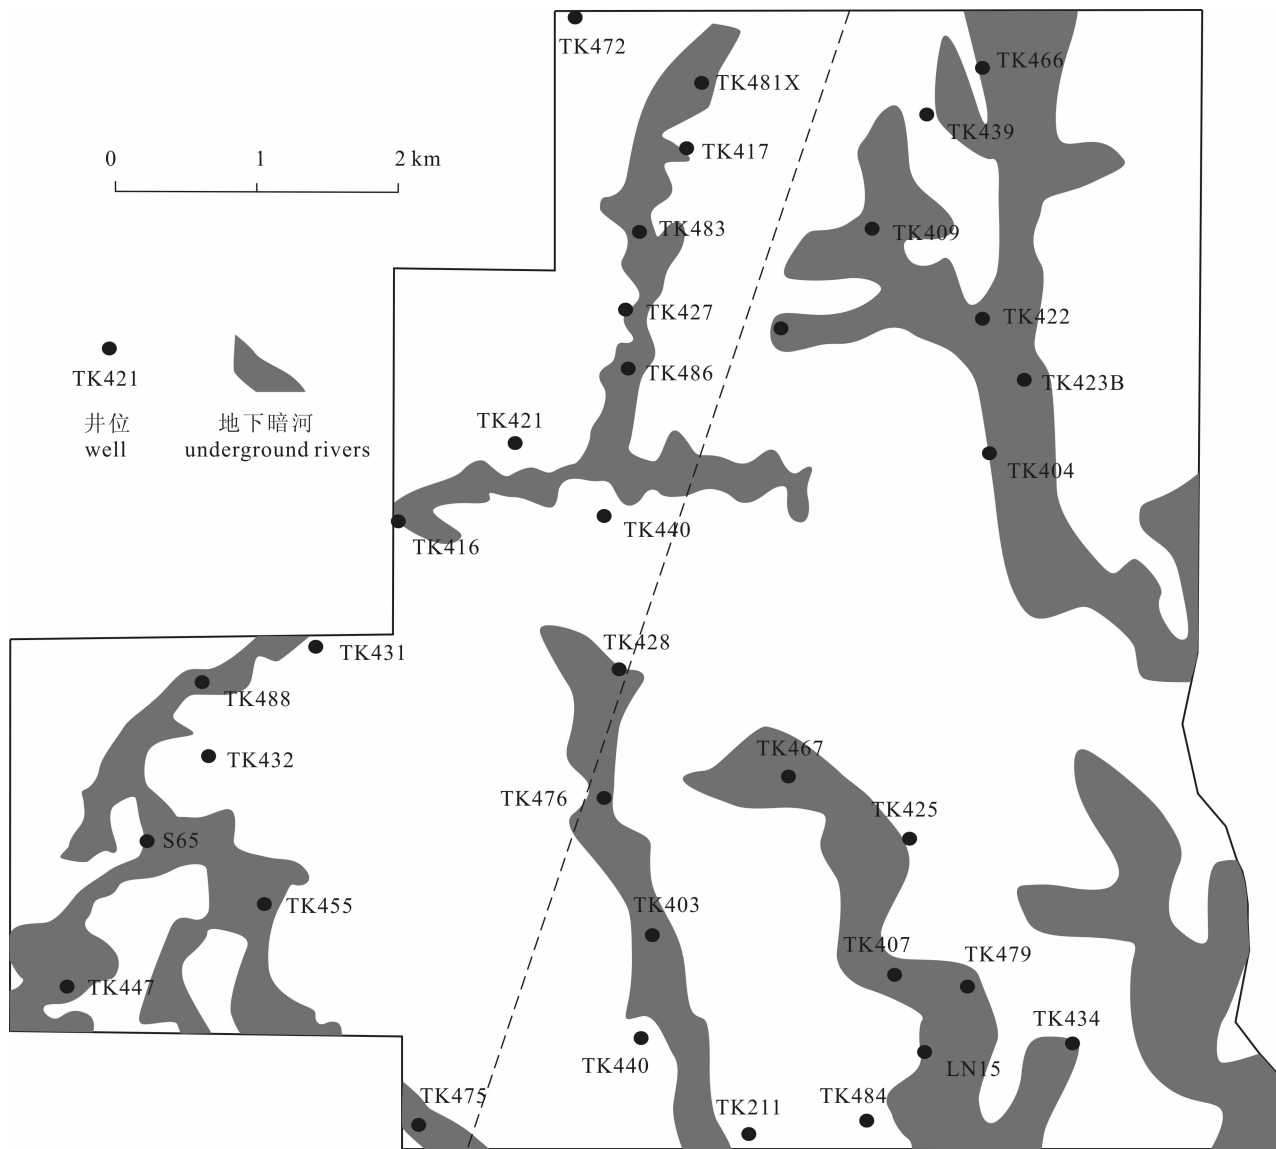 TK472
TK466
TK481X
TK439
0 1 2 km
TK417
TK483
TK409
TK427
TK422
TK421
TK486
TK423B
井位
地下暗河
well
underground rivers
TK421
TK404
TK440
TK416
TK428
TK431
TK488
TK467
TK432
TK476
TK425
S65
TK455
TK403
TK407
TK479
TK447
TK434
TK440
LN15
TK475
TK211
TK484